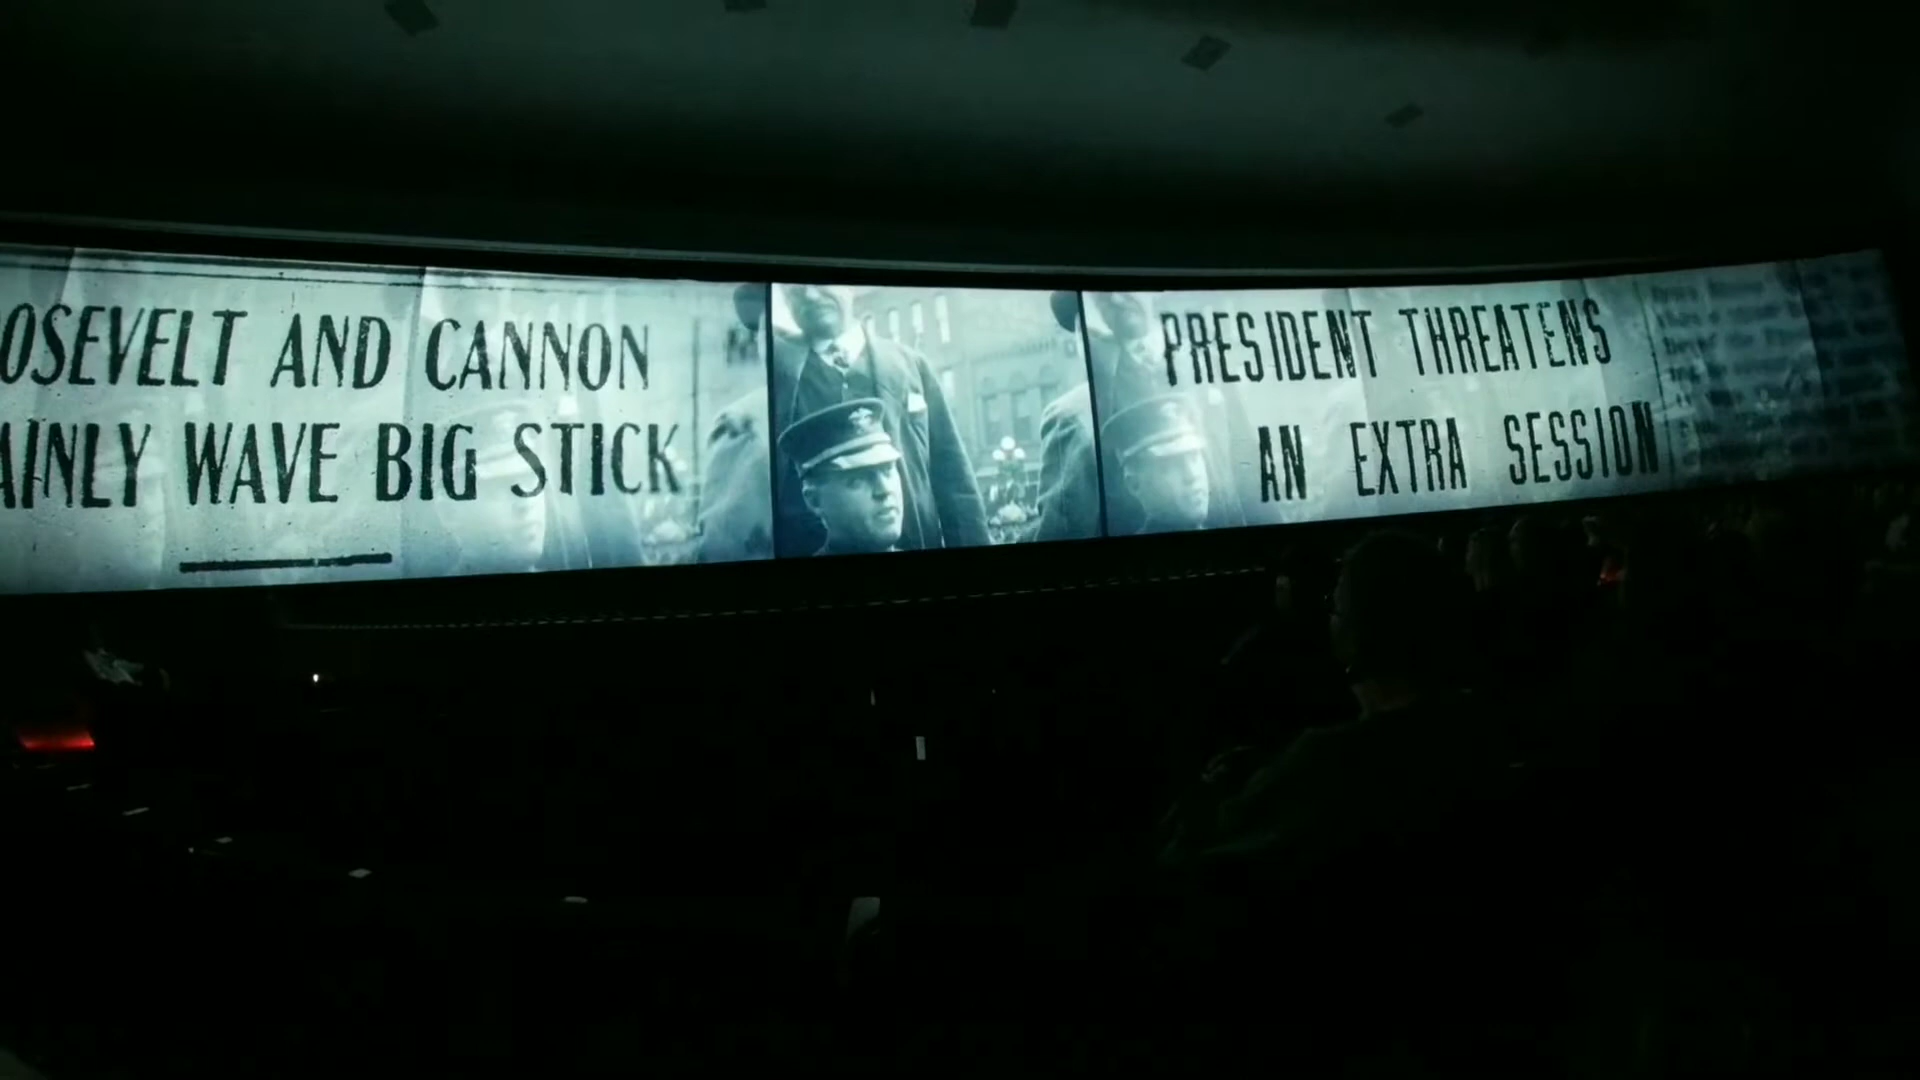 OSEVELT AND CANNON
AINLY WAVE BIG STICK
PRESIDENT THREATENS
AN EXTRA SESSION